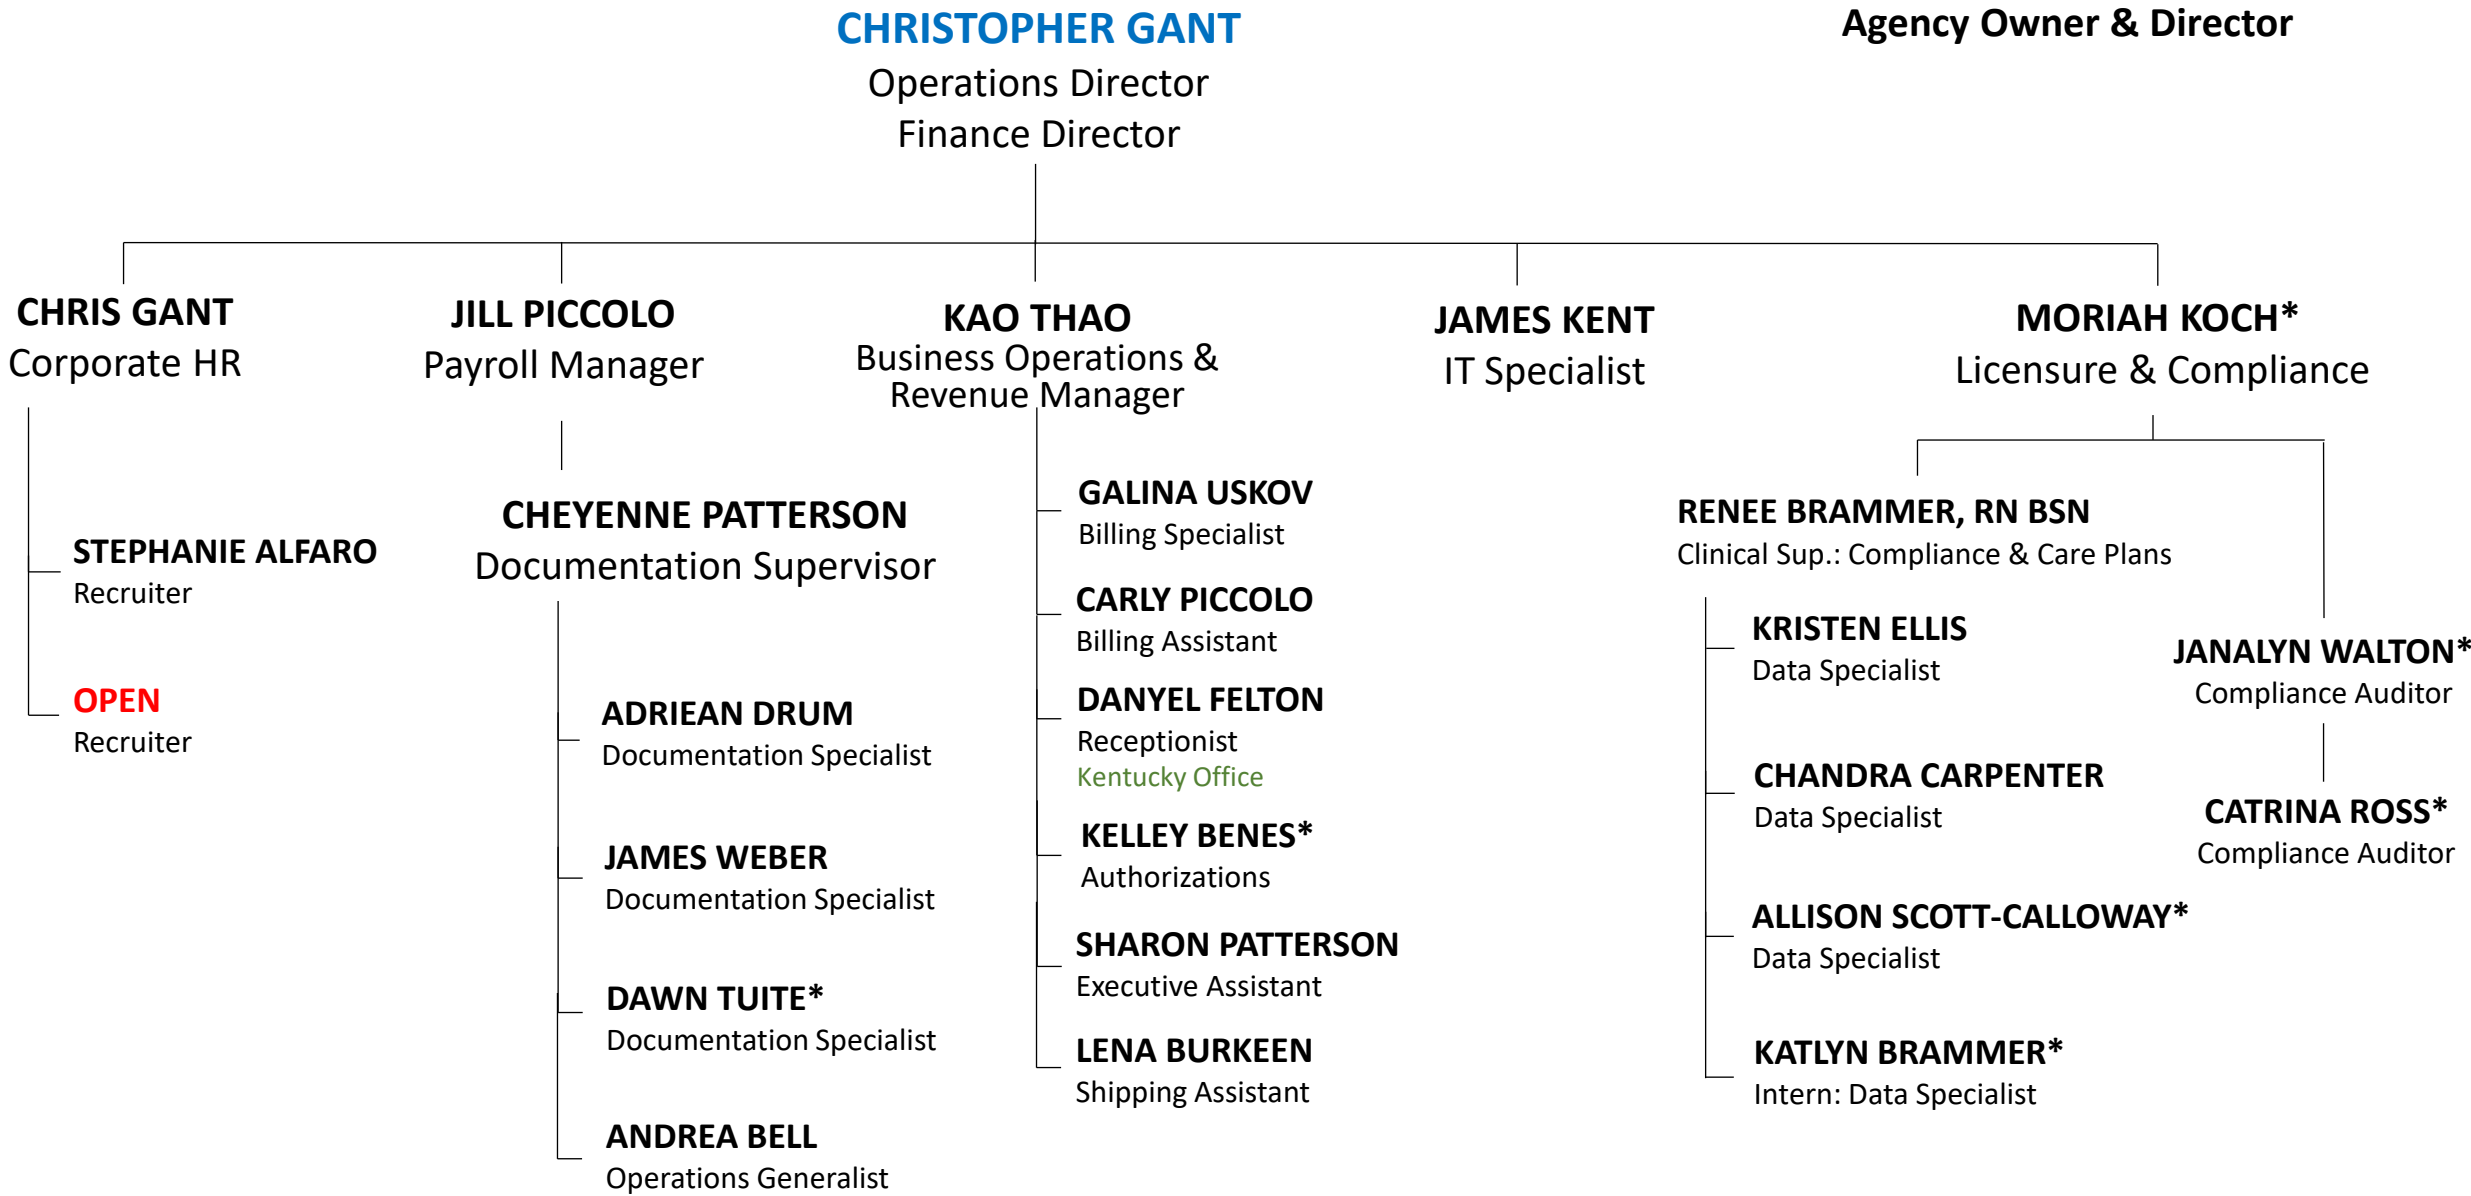 CHRISTOPHER GANT
Operations Director
Finance Director
Agency Owner & Director
CHRIS GANT
Corporate HR
STEPHANIE ALFARO
Recruiter
OPEN
Recruiter
JILL PICCOLO
Payroll Manager
CHEYENNE PATTERSON
Documentation Supervisor
ADRIEAN DRUM
Documentation Specialist
JAMES WEBER
Documentation Specialist
DAWN TUITE*
Documentation Specialist
ANDREA BELL
Operations Generalist
KAO THAO
Business Operations &
Revenue Manager
GALINA USKOV
Billing Specialist
CARLY PICCOLO
Billing Assistant
DANYEL FELTON
Receptionist
Kentucky Office
KELLEY BENES*
Authorizations
SHARON PATTERSON
Executive Assistant
LENA BURKEEN
Shipping Assistant
JAMES KENT
IT Specialist
MORIAH KOCH*
Licensure & Compliance
RENEE BRAMMER, RN BSN
Clinical Sup.: Compliance & Care Plans
KRISTEN ELLIS
Data Specialist
CHANDRA CARPENTER
Data Specialist
ALLISON SCOTT-CALLOWAY*
Data Specialist
KATLYN BRAMMER*
Intern: Data Specialist
JANALYN WALTON*
Compliance Auditor
CATRINA ROSS*
Compliance Auditor